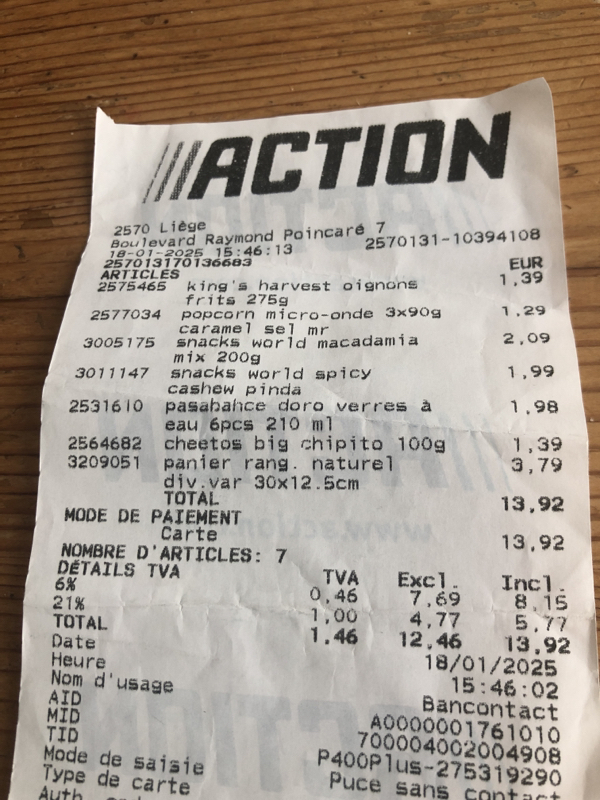 ACTION
2570 Liège
Boulevard Raymond Poincaré 7
18-01-2025 15:46:13 2570131-10394108
257013170136683
ARTICLES EUR
2575465 king's harvest oignons 1,39
frits 275g
2577034 popcorn micro-onde 3x90g 1,29
caramel sel mr
3005175 snacks world macadamia 2,09
mix 200g
3011147 snacks world spicy 1,99
cashew pinda
2531610 pasabahce doro verres à 1,98
eau 6pcs 210 ml
2564682 cheetos big chipito 100g 1,39
3209051 panier rang. naturel 3,79
div.var 30x12.5cm
TOTAL 13,92
MODE DE PAIEMENT
Carte 13,92
NOMBRE D'ARTICLES: 7
DÉTAILS TVA TVA Excl. Incl.
6% 0,46 7,69 8,15
21% 1,00 4,77 5,77
TOTAL 1.46 12,46 13,92
Date 18/01/2025
Heure 15:46:02
Nom d'usage Bancontact
AID A0000001761010
MID 700004002004908
TID P400Plus-275319290
Mode de saisie Puce sans contact
Type de carte